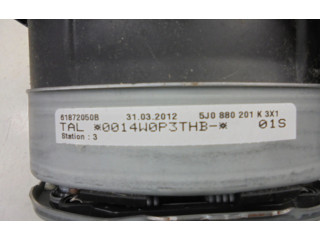 61872050B 31.03.2012 5J0 880 201 K 3X1
TAL *0014W0P3THB-* 01S
Station : 3